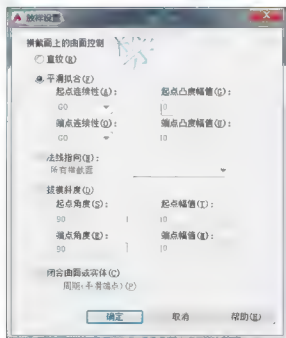 放样设置
横截面上的曲面控制
直纹(R)
平滑拟合(F)
起点连续性(A):
起点凸度幅值(G):
G0
10
端点连续性(O):
端点凸度幅值(U):
G0
10
法线指向(N):
所有横截面
拔模斜度(D)
起点角度(S):
起点幅值(T):
90
10
端点角度(E):
端点幅值(M):
90
10
闭合曲面或实体(C)
周期(平滑端点)(P)
确定
取消
帮助(H)